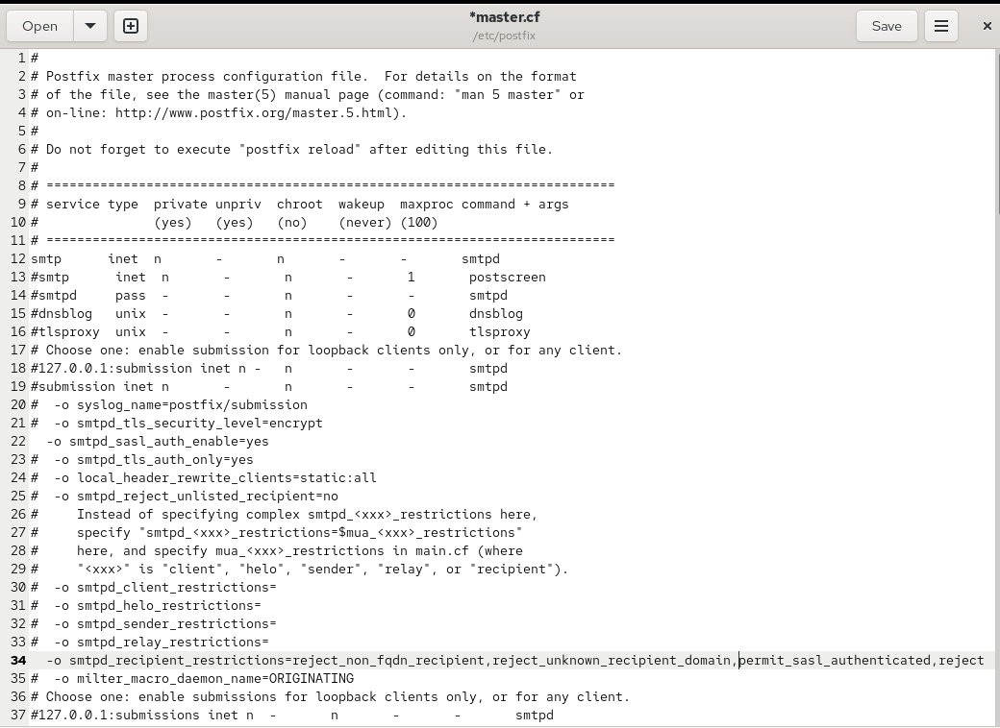 Open
*master.cf
/etc/postfix
Save
1 #
2 # Postfix master process configuration file.  For details on the format
3 # of the file, see the master(5) manual page (command: "man 5 master" or
4 # on-line: http://www.postfix.org/master.5.html).
5 #
6 # Do not forget to execute "postfix reload" after editing this file.
7 #
8 # ==========================================================================
9 # service type  private unpriv  chroot  wakeup  maxproc command + args
10 #               (yes)   (yes)   (no)    (never) (100)
11 # ==========================================================================
12 smtp      inet  n       -       n       -       -       smtpd
13 #smtp      inet  n       -       n       -       1       postscreen
14 #smtpd     pass  -       -       n       -       -       smtpd
15 #dnsblog   unix  -       -       n       -       0       dnsblog
16 #tlsproxy  unix  -       -       n       -       0       tlsproxy
17 # Choose one: enable submission for loopback clients only, or for any client.
18 #127.0.0.1:submission inet n -   n       -       -       smtpd
19 #submission inet n       -       n       -       -       smtpd
20 #  -o syslog_name=postfix/submission
21 #  -o smtpd_tls_security_level=encrypt
22   -o smtpd_sasl_auth_enable=yes
23 #  -o smtpd_tls_auth_only=yes
24 #  -o local_header_rewrite_clients=static:all
25 #  -o smtpd_reject_unlisted_recipient=no
26 #     Instead of specifying complex smtpd_<xxx>_restrictions here,
27 #     specify "smtpd_<xxx>_restrictions=$mua_<xxx>_restrictions"
28 #     here, and specify mua_<xxx>_restrictions in main.cf (where
29 #     "<xxx>" is "client", "helo", "sender", "relay", or "recipient").
30 #  -o smtpd_client_restrictions=
31 #  -o smtpd_helo_restrictions=
32 #  -o smtpd_sender_restrictions=
33 #  -o smtpd_relay_restrictions=
34   -o smtpd_recipient_restrictions=reject_non_fqdn_recipient,reject_unknown_recipient_domain,permit_sasl_authenticated,reject
35 #  -o milter_macro_daemon_name=ORIGINATING
36 # Choose one: enable submission for loopback clients only, or for any client.
37 #127.0.0.1:submissions inet n  -       n       -       -       smtpd